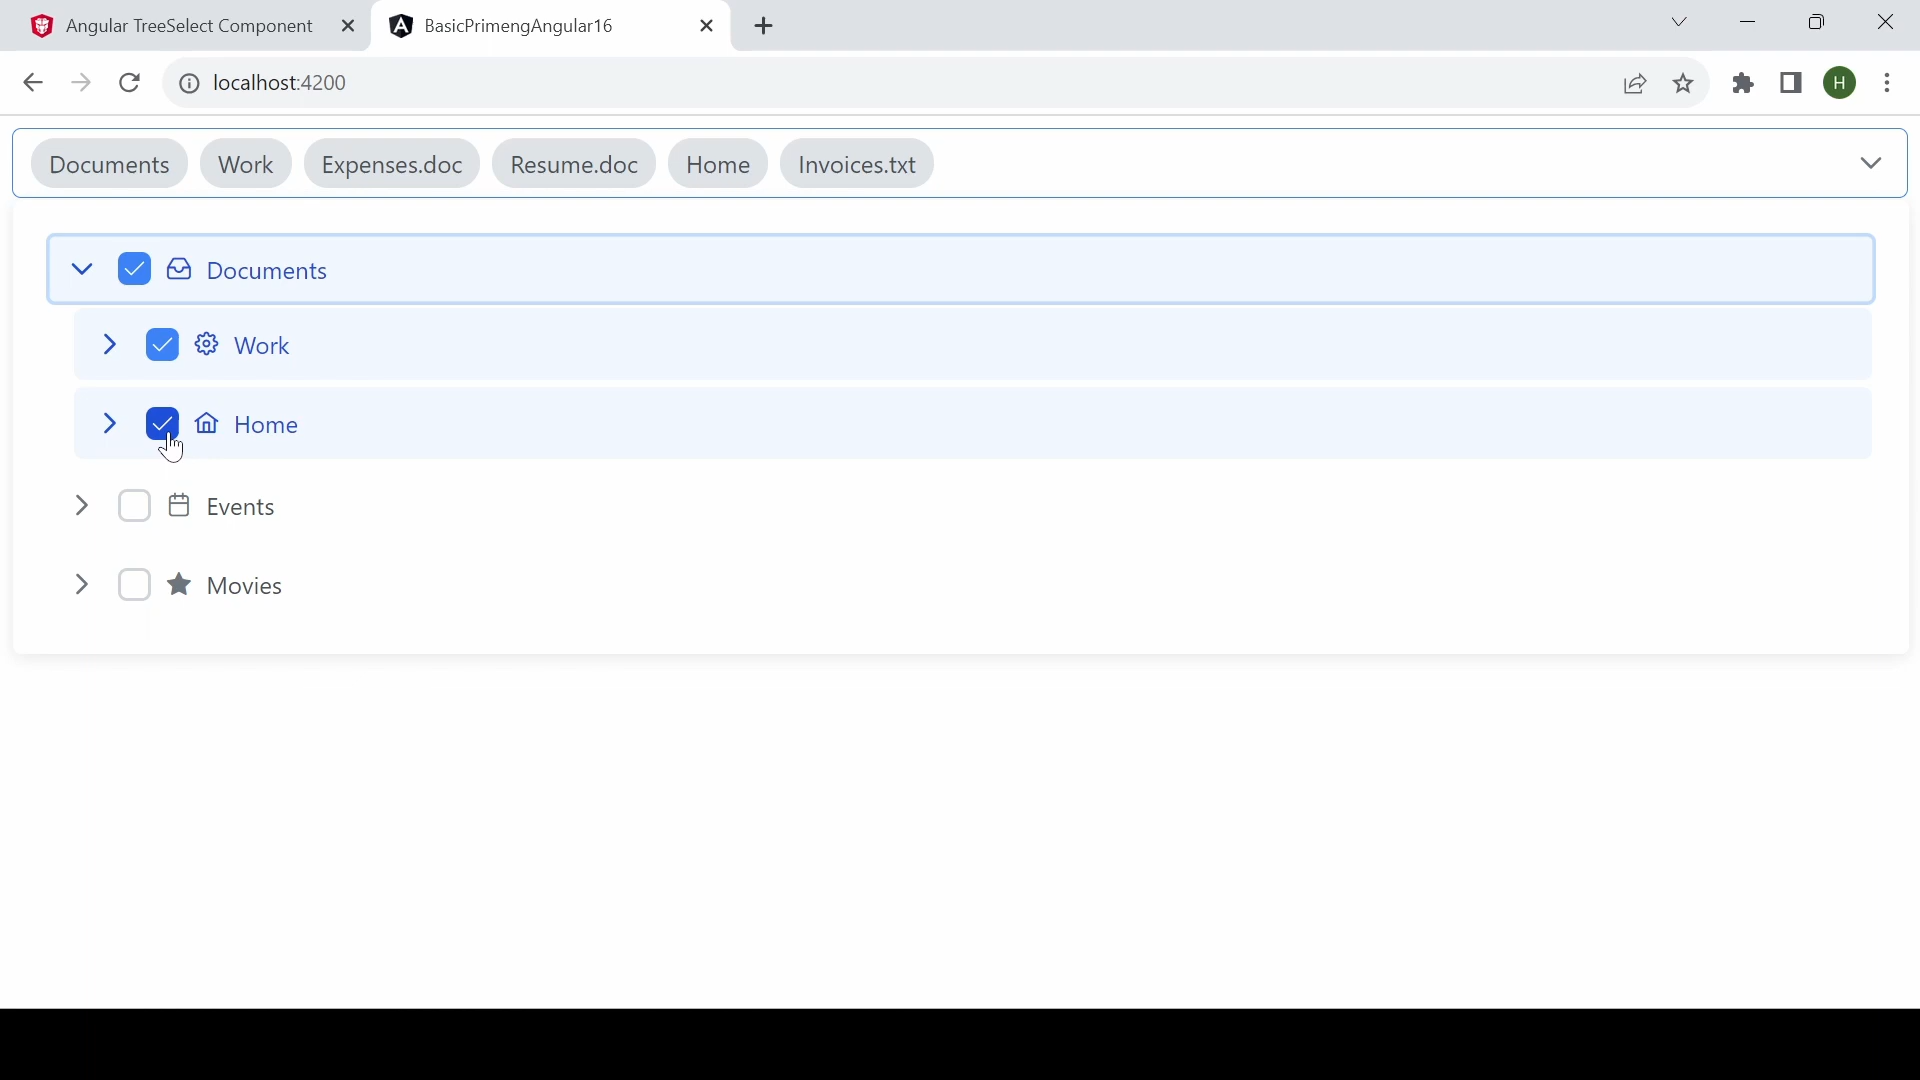 Angular TreeSelect Component
BasicPrimengAngular16
localhost:4200
H
Documents Work Expenses.doc Resume.doc Home Invoices.txt
Documents
Work
Home
Events
Movies